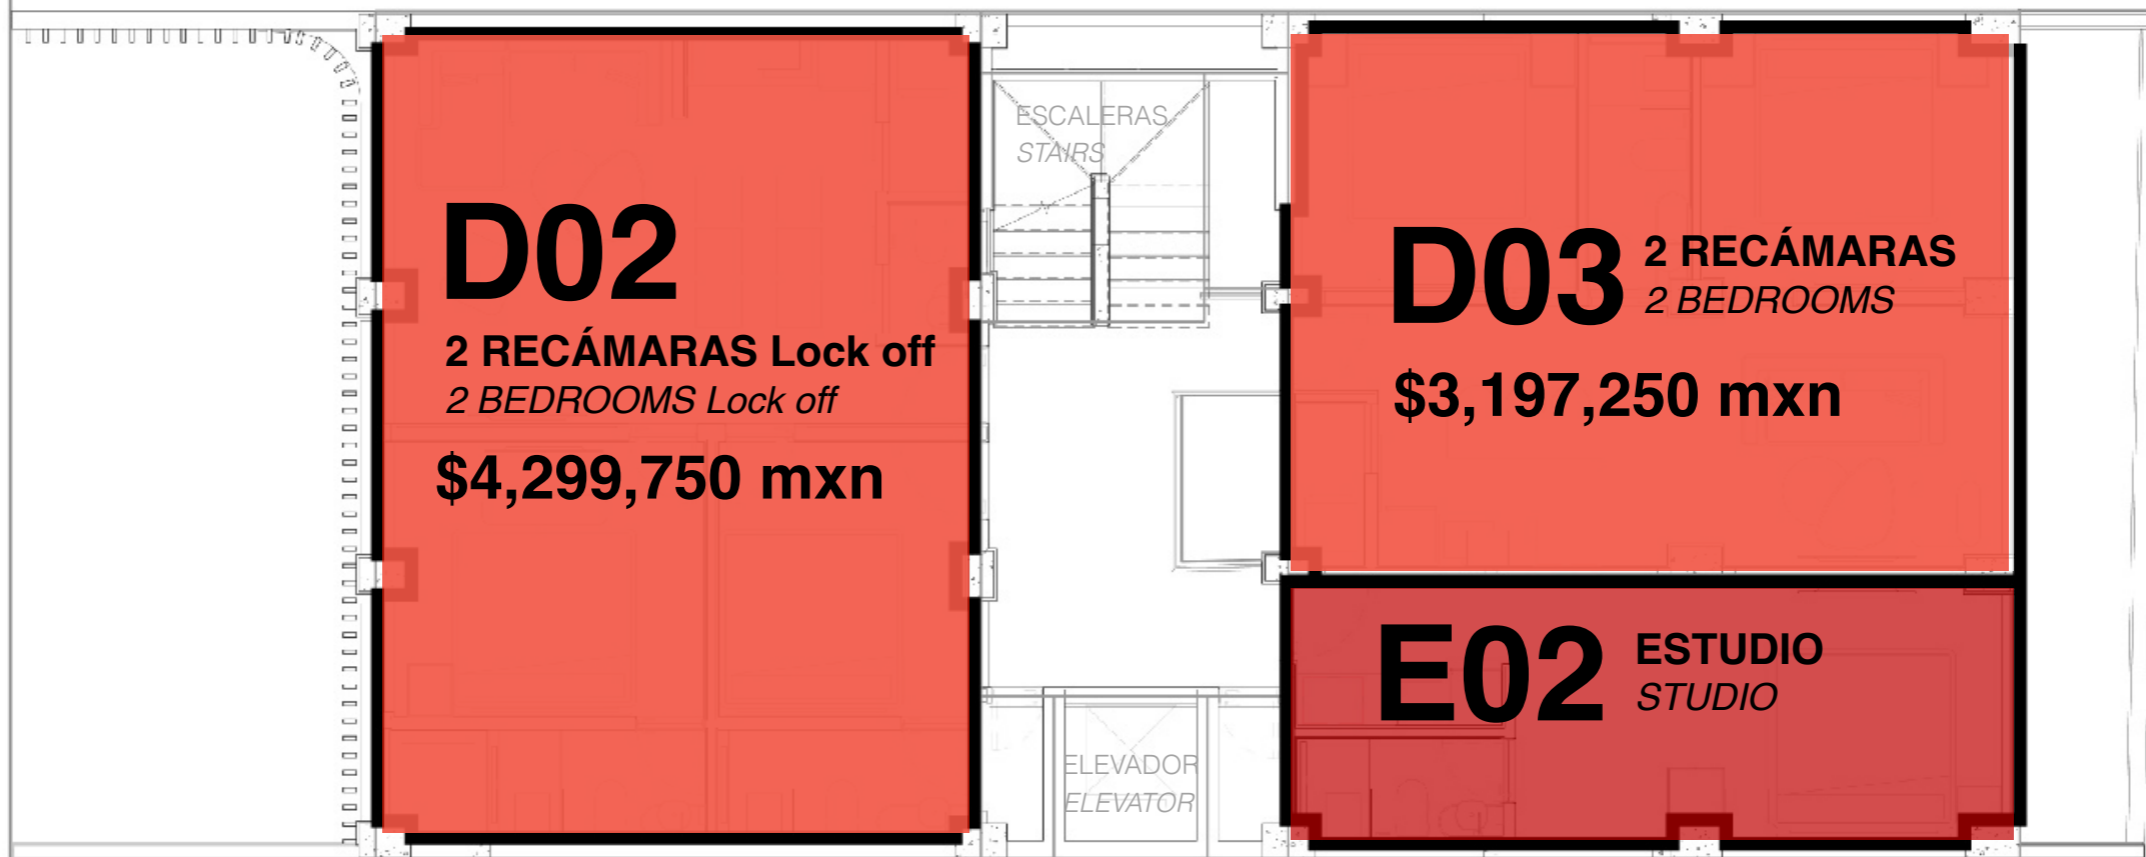 D02
2 RECÁMARAS Lock off
2 BEDROOMS Lock off
$4,299,750 mxn
ESCALERAS
STAIRS
ELEVADOR
ELEVATOR
D03
2 RECÁMARAS
2 BEDROOMS
$3,197,250 mxn
E02
ESTUDIO
STUDIO